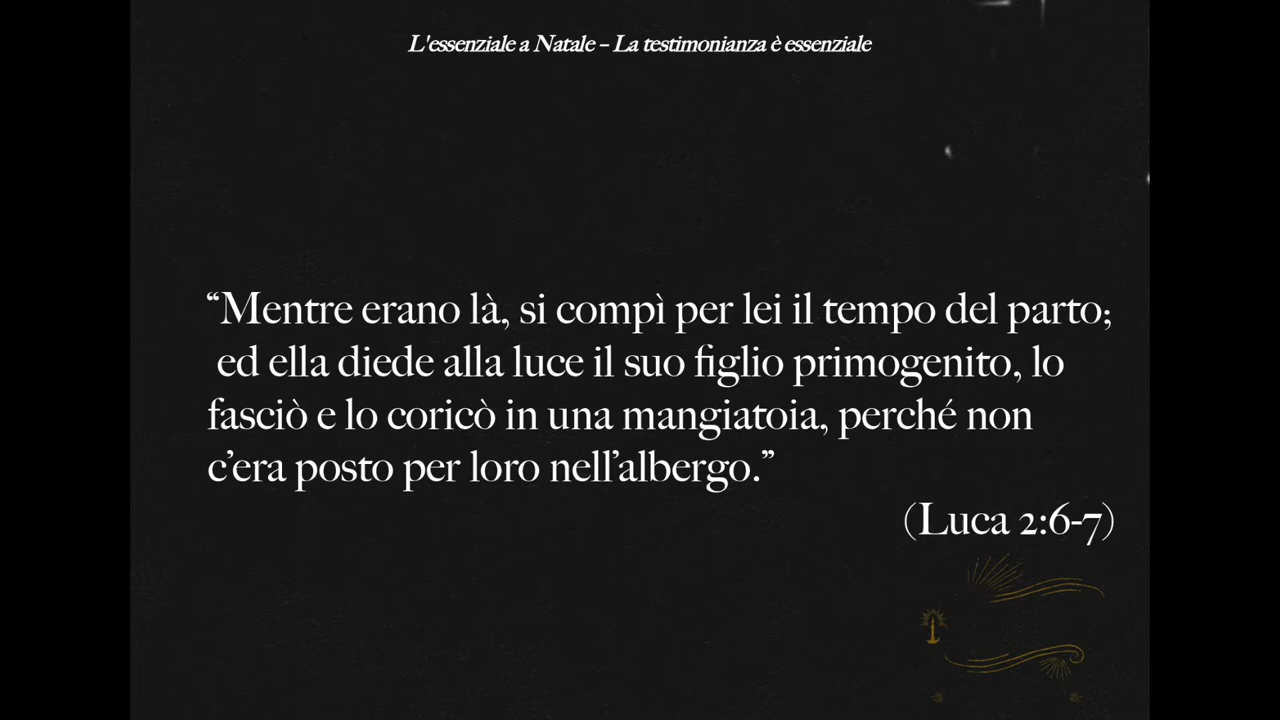 L'essenziale a Natale – La testimonianza è essenziale
“Mentre erano là, si compì per lei il tempo del parto;
ed ella diede alla luce il suo figlio primogenito, lo
fasciò e lo coricò in una mangiatoia, perché non
c’era posto per loro nell’albergo.”
(Luca 2:6-7)